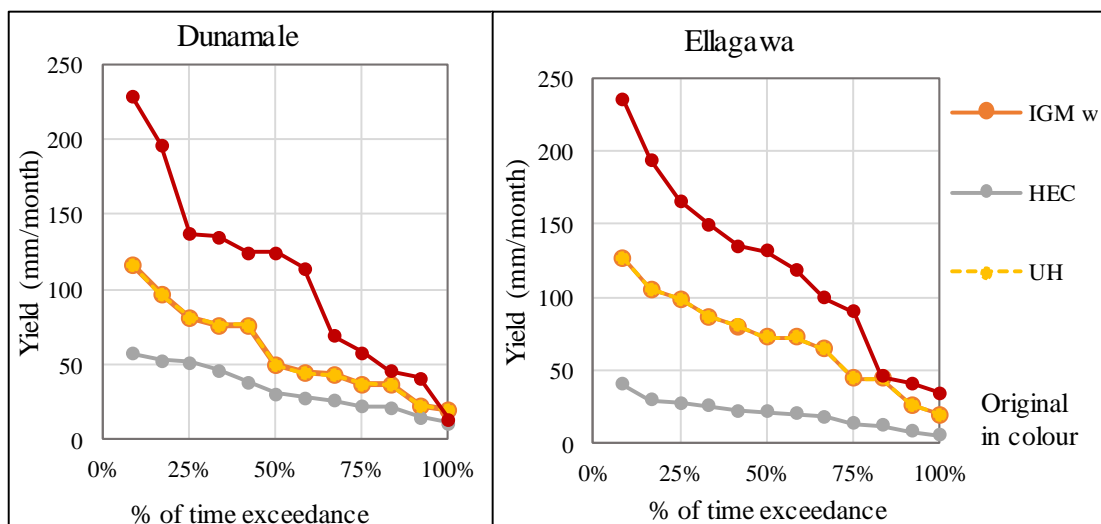 Dunamale
250
200
150
100
50
0
Yield (mm/month)
0% 25% 50% 75% 100%
% of time exceedance
Ellagawa
250
200
150
100
50
0
Yield (mm/month)
0% 25% 50% 75% 100%
% of time exceedance
IGM w
HEC
UH
Original
in colour